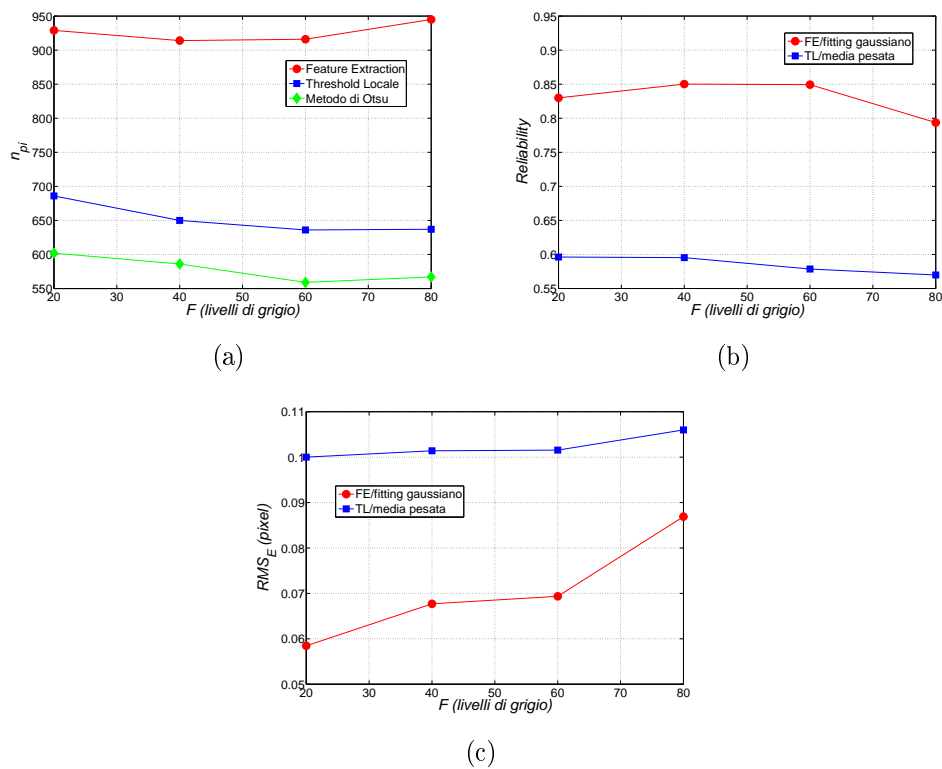 950
900
850
800
750
700
650
600
550
n_pi
Feature Extraction
Threshold Locale
Metodo di Otsu
20 30 40 50 60 70 80
F (livelli di grigio)
(a)
0.95
0.9
0.85
0.8
0.75
0.7
0.65
0.6
0.55
Reliability
FE/fitting gaussiano
TL/media pesata
20 30 40 50 60 70 80
F (livelli di grigio)
(b)
0.11
0.1
0.09
0.08
0.07
0.06
0.05
RMS_E (pixel)
FE/fitting gaussiano
TL/media pesata
20 30 40 50 60 70 80
F (livelli di grigio)
(c)